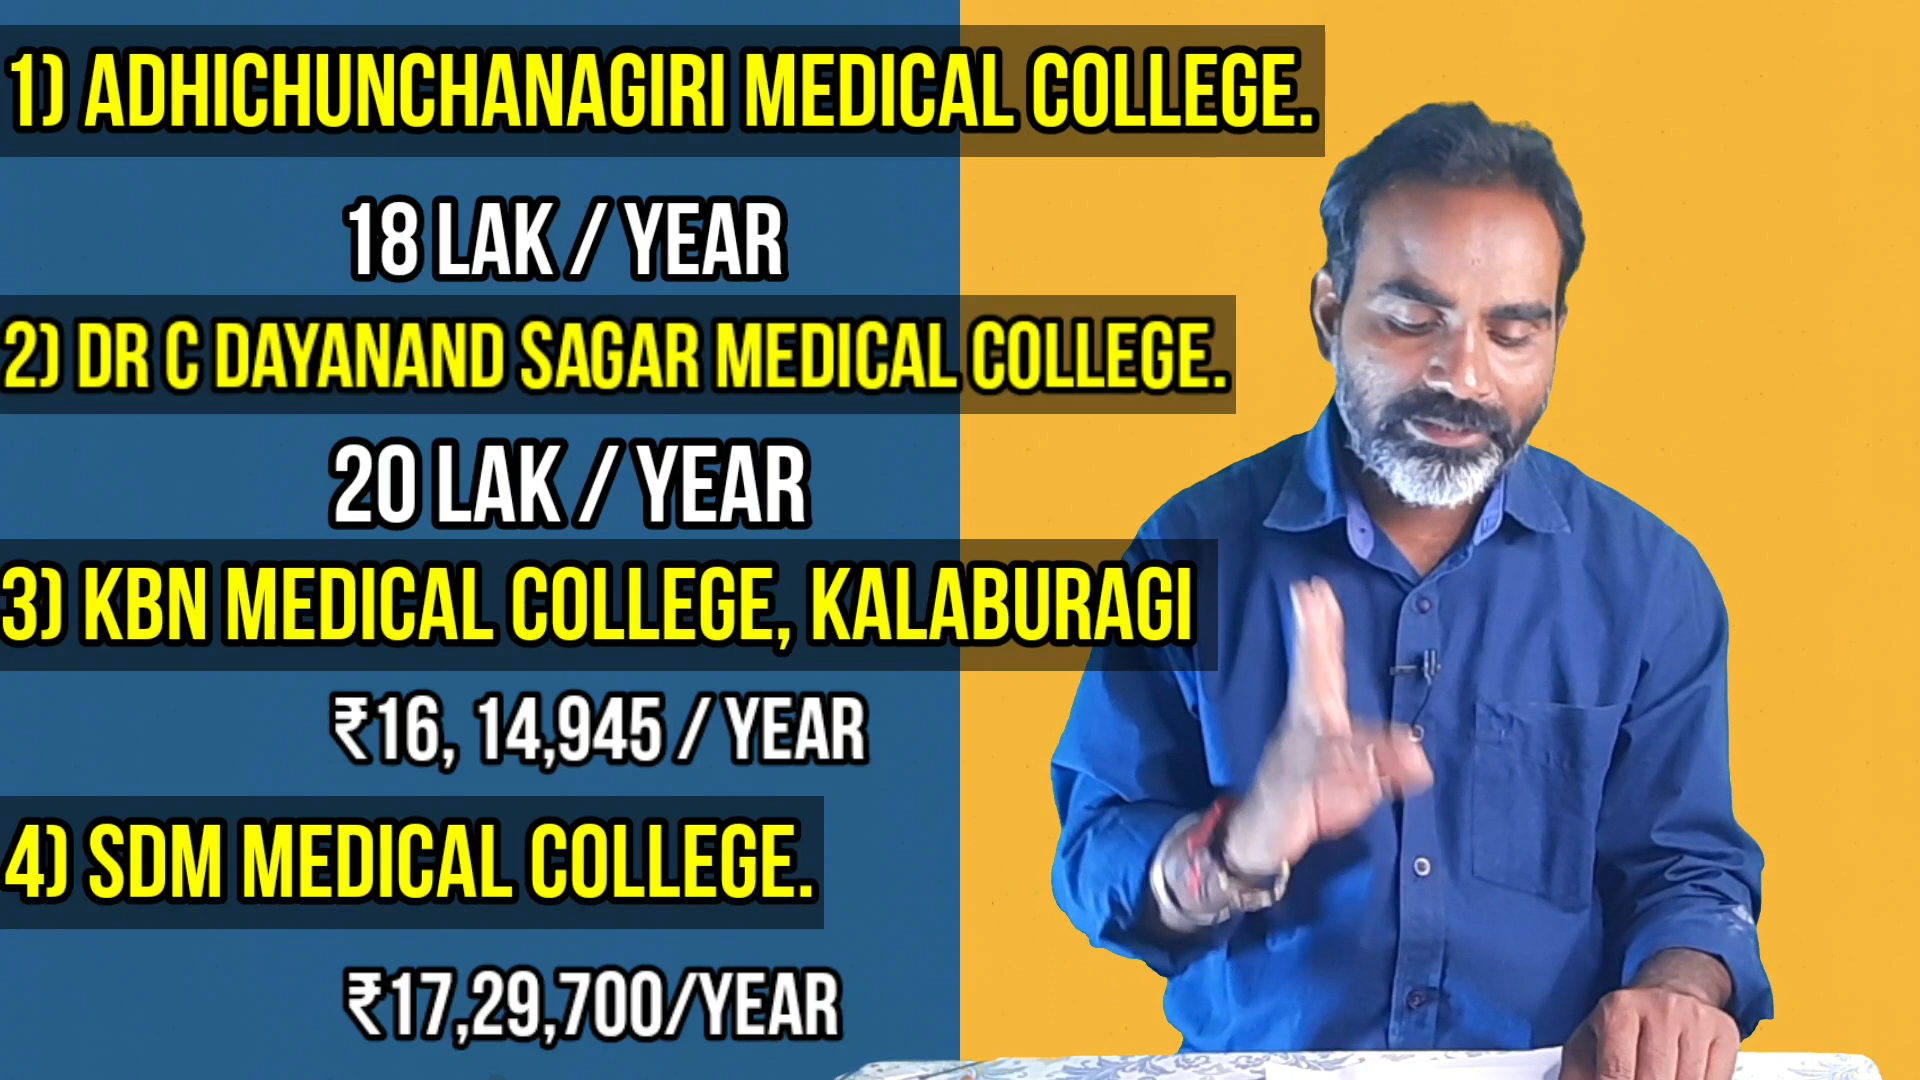 1) ADHICHUNCHANAGIRI MEDICAL COLLEGE.
18 LAK / YEAR
2) DR C DAYANAND SAGAR MEDICAL COLLEGE.
20 LAK / YEAR
3) KBN MEDICAL COLLEGE, KALABURAGI
₹16, 14,945 / YEAR
4) SDM MEDICAL COLLEGE.
₹17,29,700/YEAR